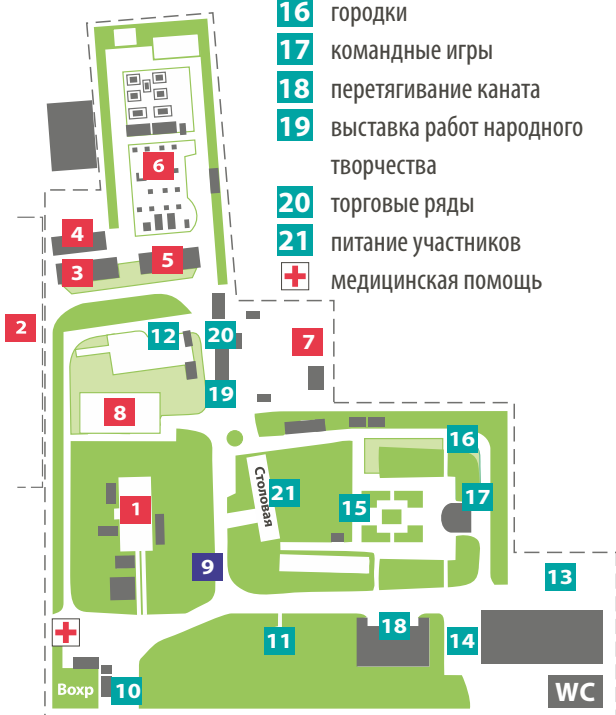 16 городки
17 командные игры
18 перетягивание каната
19 выставка работ народного
творчества
20 торговые ряды
21 питание участников
медицинская помощь
6
4
3
5
2
12
20
7
19
8
16
Столовая
21
15
17
1
9
13
11
18
14
Вохр
10
WC